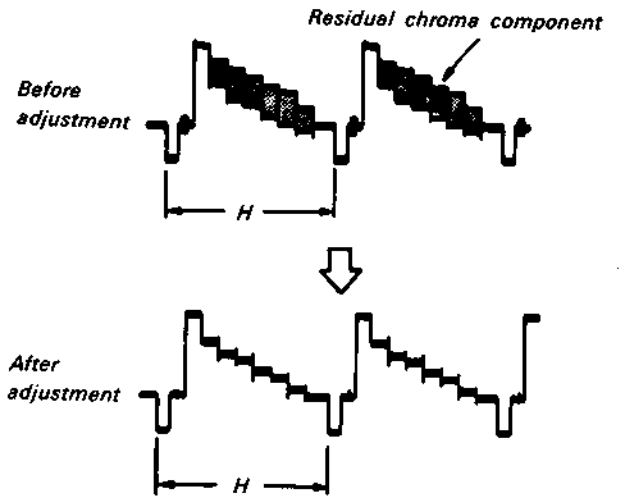 Residual chroma component
Before
adjustment
H
After
adjustment
H